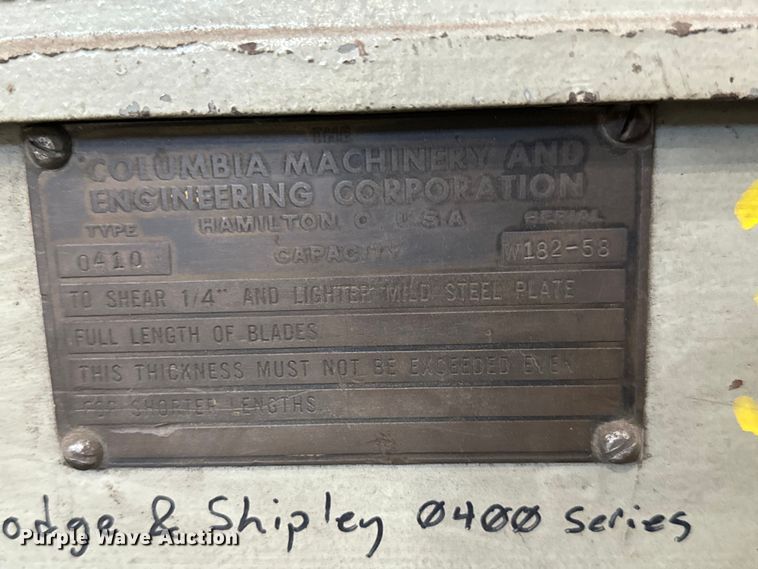 THE
COLUMBIA MACHINERY AND
ENGINEERING CORPORATION
TYPE HAMILTON, O. U.S.A. SERIAL
0410 CAPACITY W182-58
TO SHEAR 1/4" AND LIGHTER MILD STEEL PLATE
FULL LENGTH OF BLADES
THIS THICKNESS MUST NOT BE EXCEEDED EVEN
FOR SHORTER LENGTHS
odge & Shipley 0400 series
Purple Wave Auction